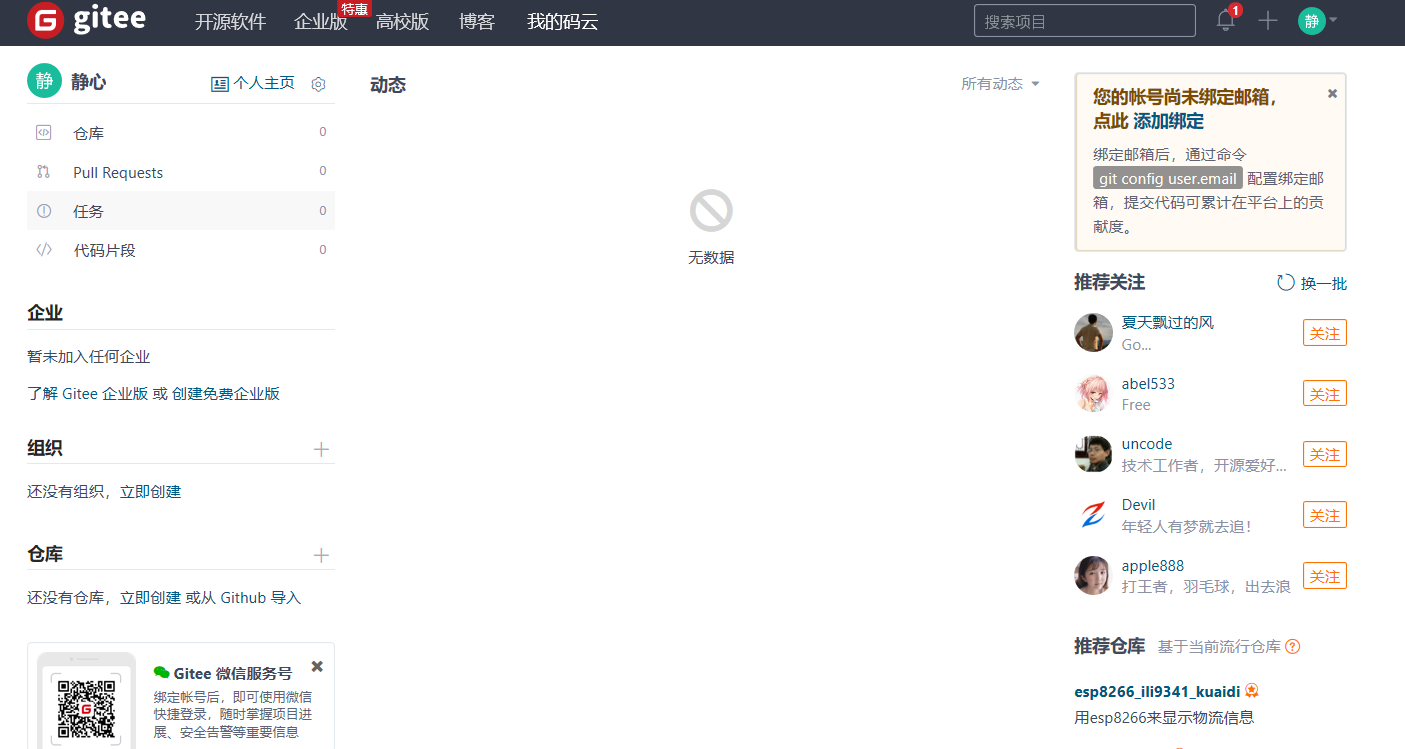 gitee
开源软件
企业版
特惠
高校版
博客
我的码云
搜索项目
1
静
静
静心
个人主页
仓库 0
Pull Requests 0
任务 0
代码片段 0
企业
暂未加入任何企业
了解 Gitee 企业版 或 创建免费企业版
组织
还没有组织，立即创建
仓库
还没有仓库，立即创建 或从 Github 导入
Gitee 微信服务号
绑定帐号后，即可使用微信
快捷登录，随时掌握项目进
展、安全告警等重要信息
动态
所有动态
无数据
您的帐号尚未绑定邮箱，
点此 添加绑定
绑定邮箱后，通过命令
git config user.email 配置绑定邮
箱，提交代码可累计在平台上的贡
献度。
推荐关注
换一批
夏天飘过的风
Go...
关注
abel533
Free
关注
uncode
技术工作者，开源爱好...
关注
Devil
年轻人有梦就去追！
关注
apple888
打王者，羽毛球，出去浪
关注
推荐仓库 基于当前流行仓库
esp8266_ili9341_kuaidi
用esp8266来显示物流信息